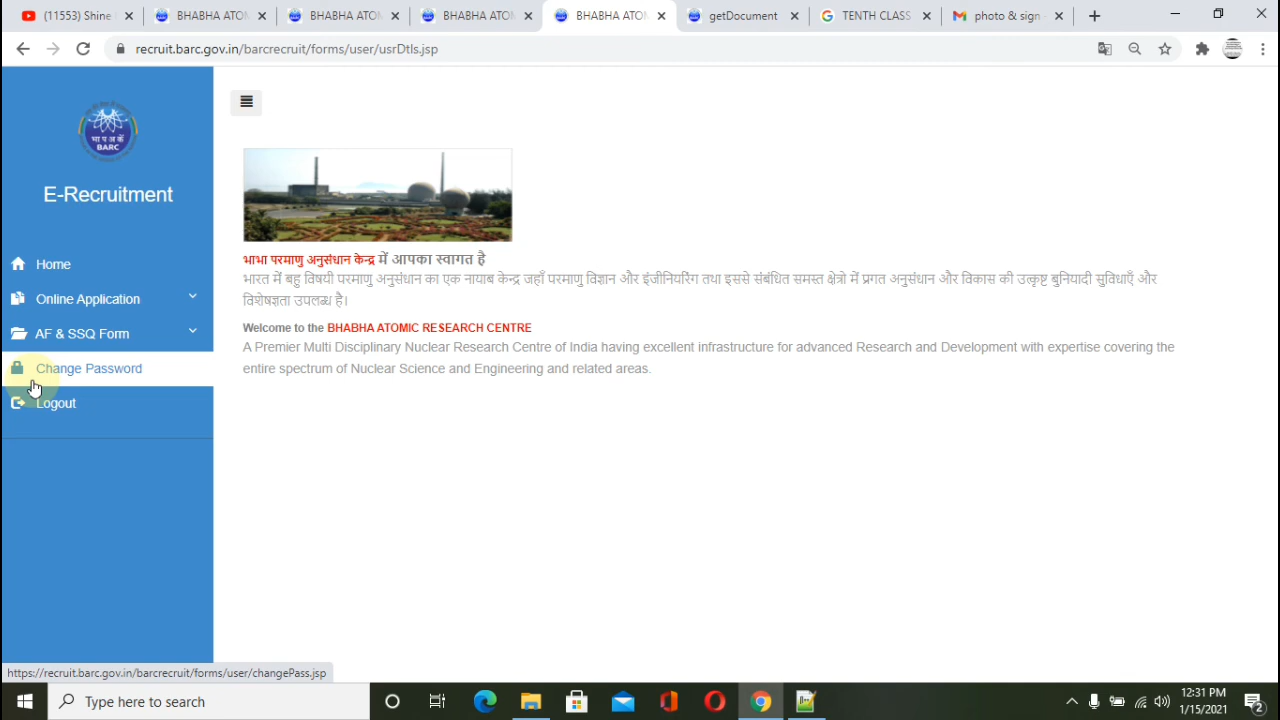 (11553) Shine
BHABHA ATOM
BHABHA ATOM
BHABHA ATOM
BHABHA ATOM
getDocument
TENTH CLASS
photo & sign -
recruit.barc.gov.in/barcrecruit/forms/user/usrDtls.jsp
भा प अ कें
BARC
E-Recruitment
Home
Online Application
AF & SSQ Form
Change Password
Logout
भाभा परमाणु अनुसंधान केन्द्र में आपका स्वागत है
भारत में बहु विषयी परमाणु अनुसंधान का एक नायाब केन्द्र जहाँ परमाणु विज्ञान और इंजीनियरिंग तथा इससे संबंधित समस्त क्षेत्रो में प्रगत अनुसंधान और विकास की उत्कृष्ट बुनियादी सुविधाएँ और
विशेषज्ञता उपलब्ध है।
Welcome to the BHABHA ATOMIC RESEARCH CENTRE
A Premier Multi Disciplinary Nuclear Research Centre of India having excellent infrastructure for advanced Research and Development with expertise covering the
entire spectrum of Nuclear Science and Engineering and related areas.
https://recruit.barc.gov.in/barcrecruit/forms/user/changePass.jsp
Type here to search
12:31 PM
1/15/2021
2